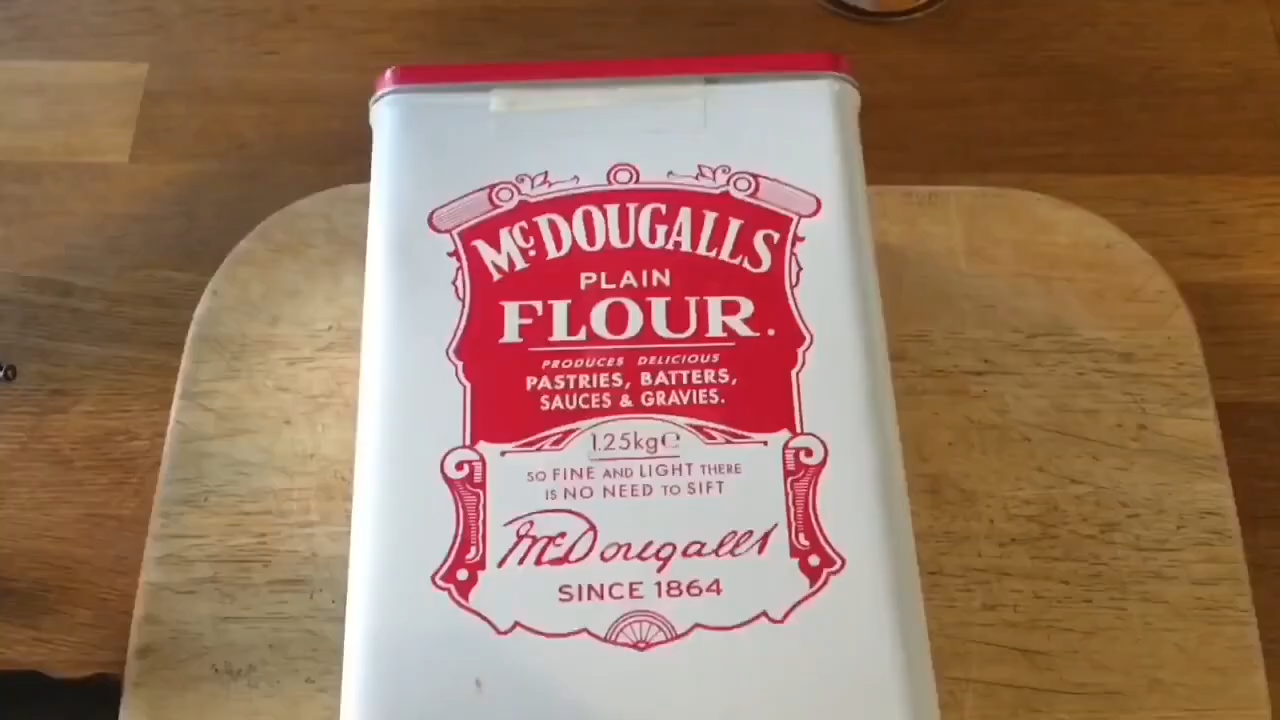 McDOUGALLS
PLAIN
FLOUR.
PRODUCES DELICIOUS
PASTRIES, BATTERS,
SAUCES & GRAVIES.
1.25kg℮
SO FINE AND LIGHT THERE
IS NO NEED TO SIFT
McDougalls
SINCE 1864